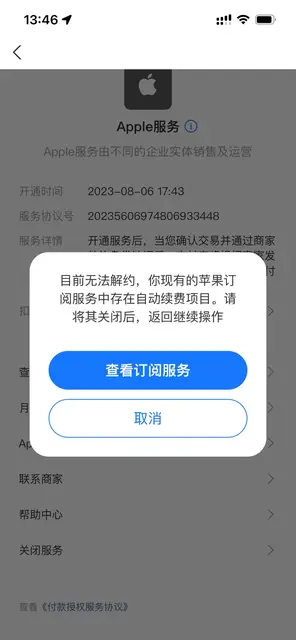 13:46
Apple服务
Apple服务由不同的企业实体销售及运营
开通时间 2023-08-06 17:43
服务协议号 20235606974806933448
服务详情 开通服务后，当您确认交易并通过商家
目前无法解约，你现有的苹果订
阅服务中存在自动续费项目。请
将其关闭后，返回继续操作
查看订阅服务
取消
联系商家
帮助中心
关闭服务
查看《付款授权服务协议》